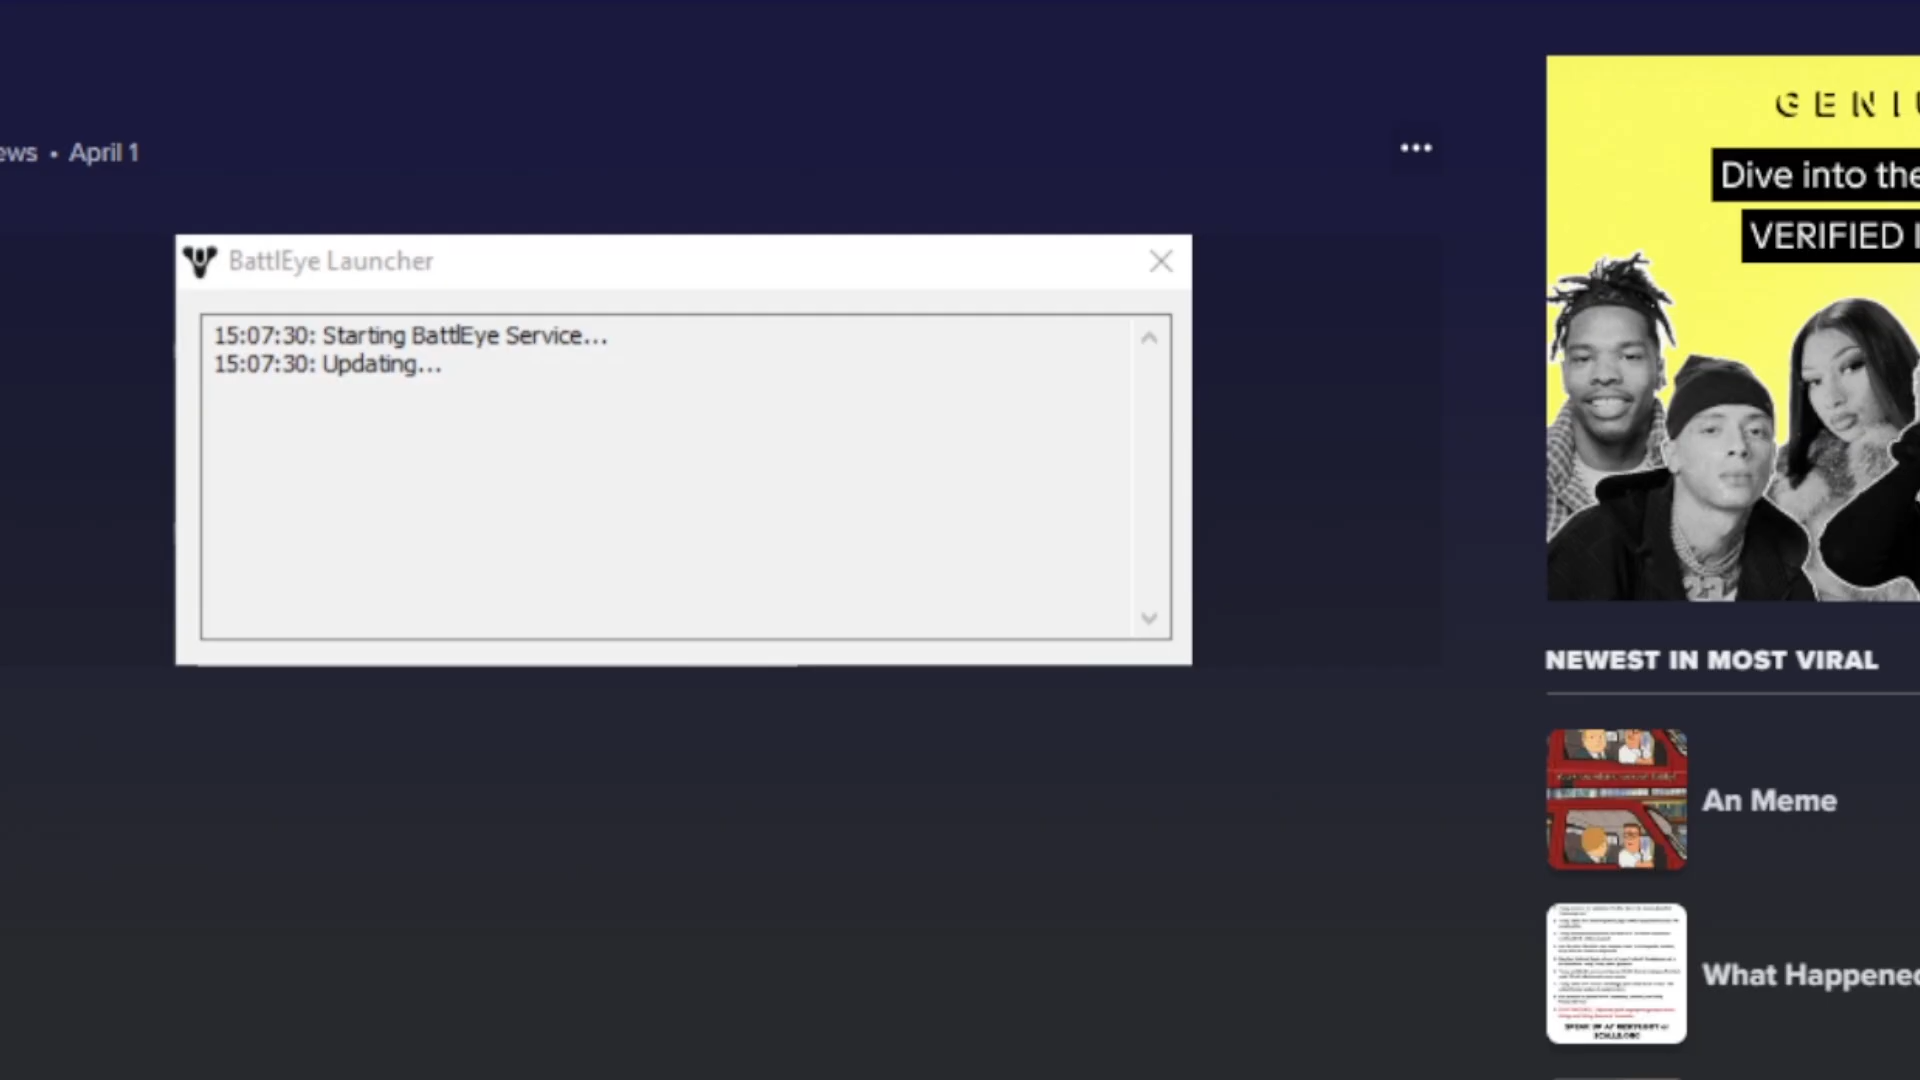 ews • April 1
BattlEye Launcher
15:07:30: Starting BattlEye Service...
15:07:30: Updating...
GENIU
Dive into the
VERIFIED
NEWEST IN MOST VIRAL
An Meme
What Happened